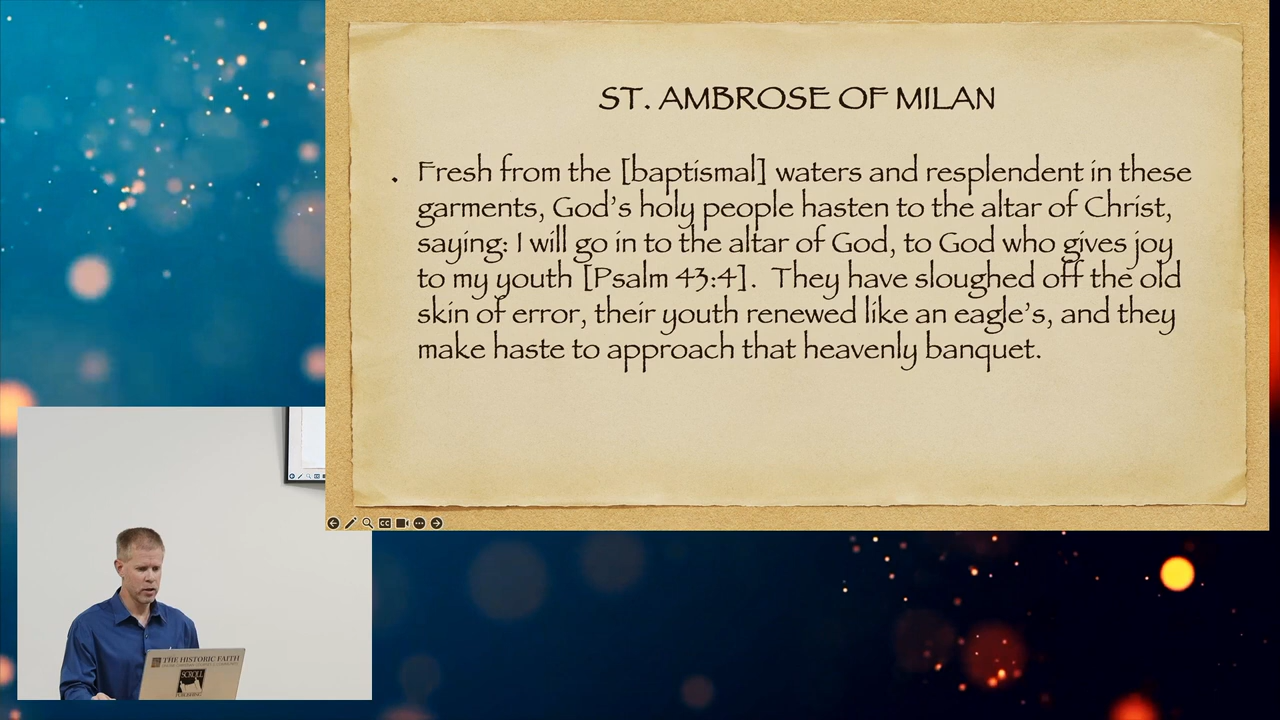 ST. AMBROSE OF MILAN
. Fresh from the [baptismal] waters and resplendent in these
garments, God's holy people hasten to the altar of Christ,
saying: I will go in to the altar of God, to God who gives joy
to my youth [Psalm 43:4].  They have sloughed off the old
skin of error, their youth renewed like an eagle's, and they
make haste to approach that heavenly banquet.
CC
THE HISTORIC FAITH
SCROLL
PUBLISHING